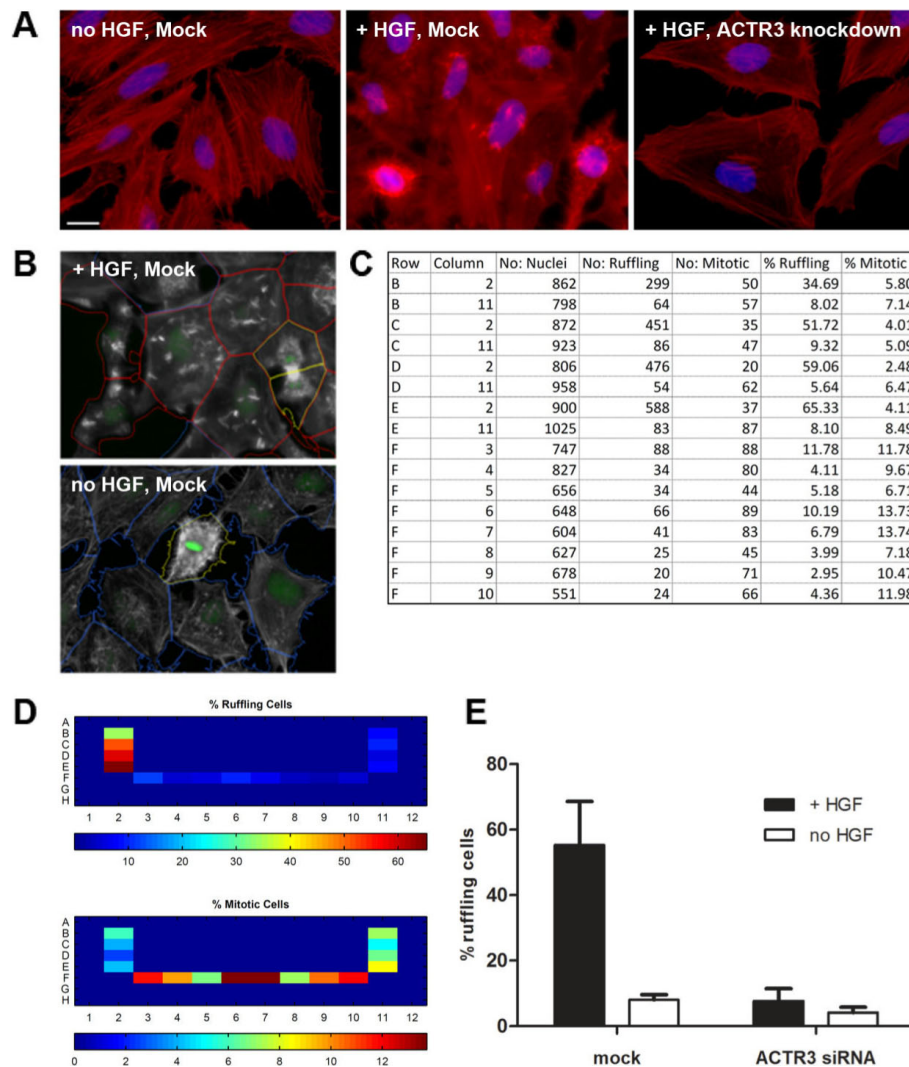 A
no HGF, Mock
+ HGF, Mock
+ HGF, ACTR3 knockdown
B
+ HGF, Mock
no HGF, Mock
C
Row Column No: Nuclei No: Ruffling No: Mitotic % Ruffling % Mitotic
B 2 862 299 50 34.69 5.80
B 11 798 64 57 8.02 7.14
C 2 872 451 35 51.72 4.01
C 11 923 86 47 9.32 5.09
D 2 806 476 20 59.06 2.48
D 11 958 54 62 5.64 6.47
E 2 900 588 37 65.33 4.11
E 11 1025 83 87 8.10 8.49
F 3 747 88 88 11.78 11.78
F 4 827 34 80 4.11 9.67
F 5 656 34 44 5.18 6.71
F 6 648 66 89 10.19 13.73
F 7 604 41 83 6.79 13.74
F 8 627 25 45 3.99 7.18
F 9 678 20 71 2.95 10.47
F 10 551 24 66 4.36 11.98
D
% Ruffling Cells
A
B
C
D
E
F
G
H
1 2 3 4 5 6 7 8 9 10 11 12
10 20 30 40 50 60
% Mitotic Cells
A
B
C
D
E
F
G
H
1 2 3 4 5 6 7 8 9 10 11 12
0 2 4 6 8 10 12
E
% ruffling cells
80
60
40
20
0
+ HGF
no HGF
mock ACTR3 siRNA